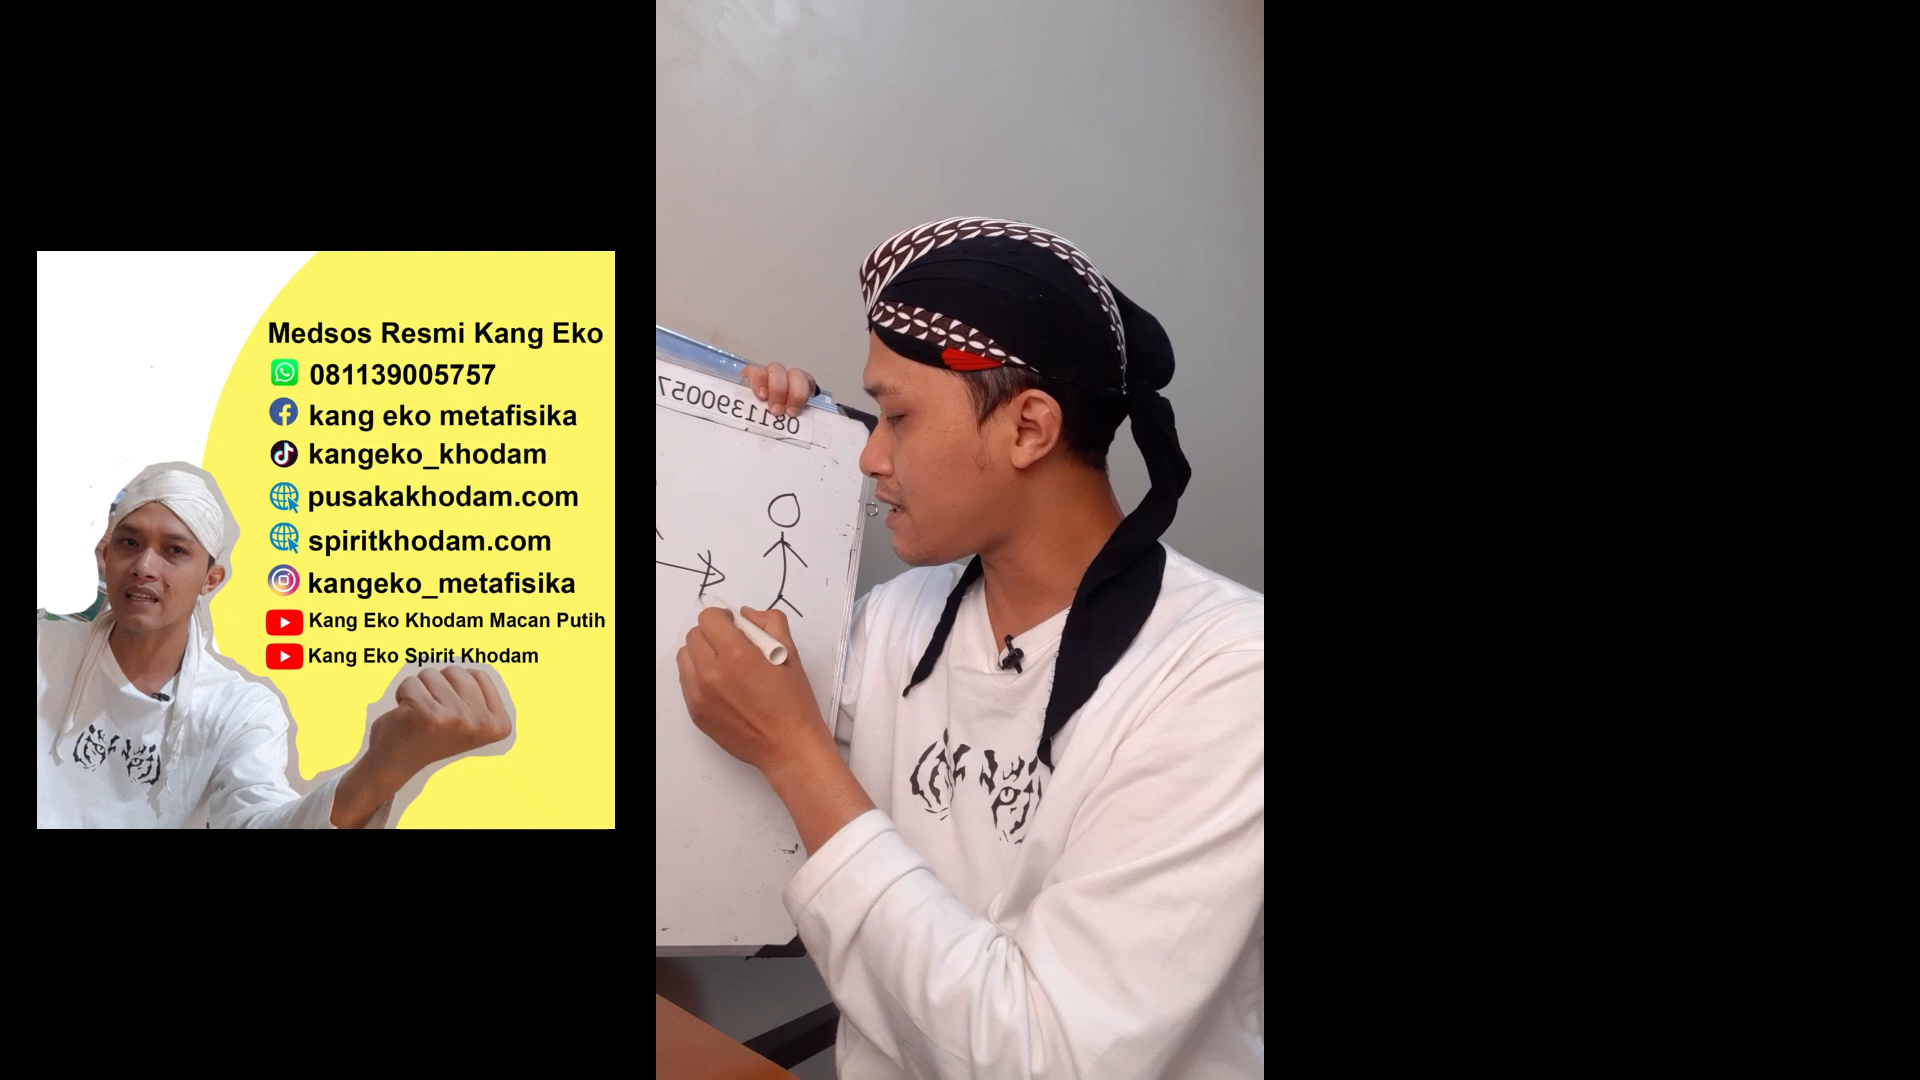 Medsos Resmi Kang Eko
081139005757
kang eko metafisika
kangeko_khodam
pusakakhodam.com
spiritkhodam.com
kangeko_metafisika
Kang Eko Khodam Macan Putih
Kang Eko Spirit Khodam
0811390057